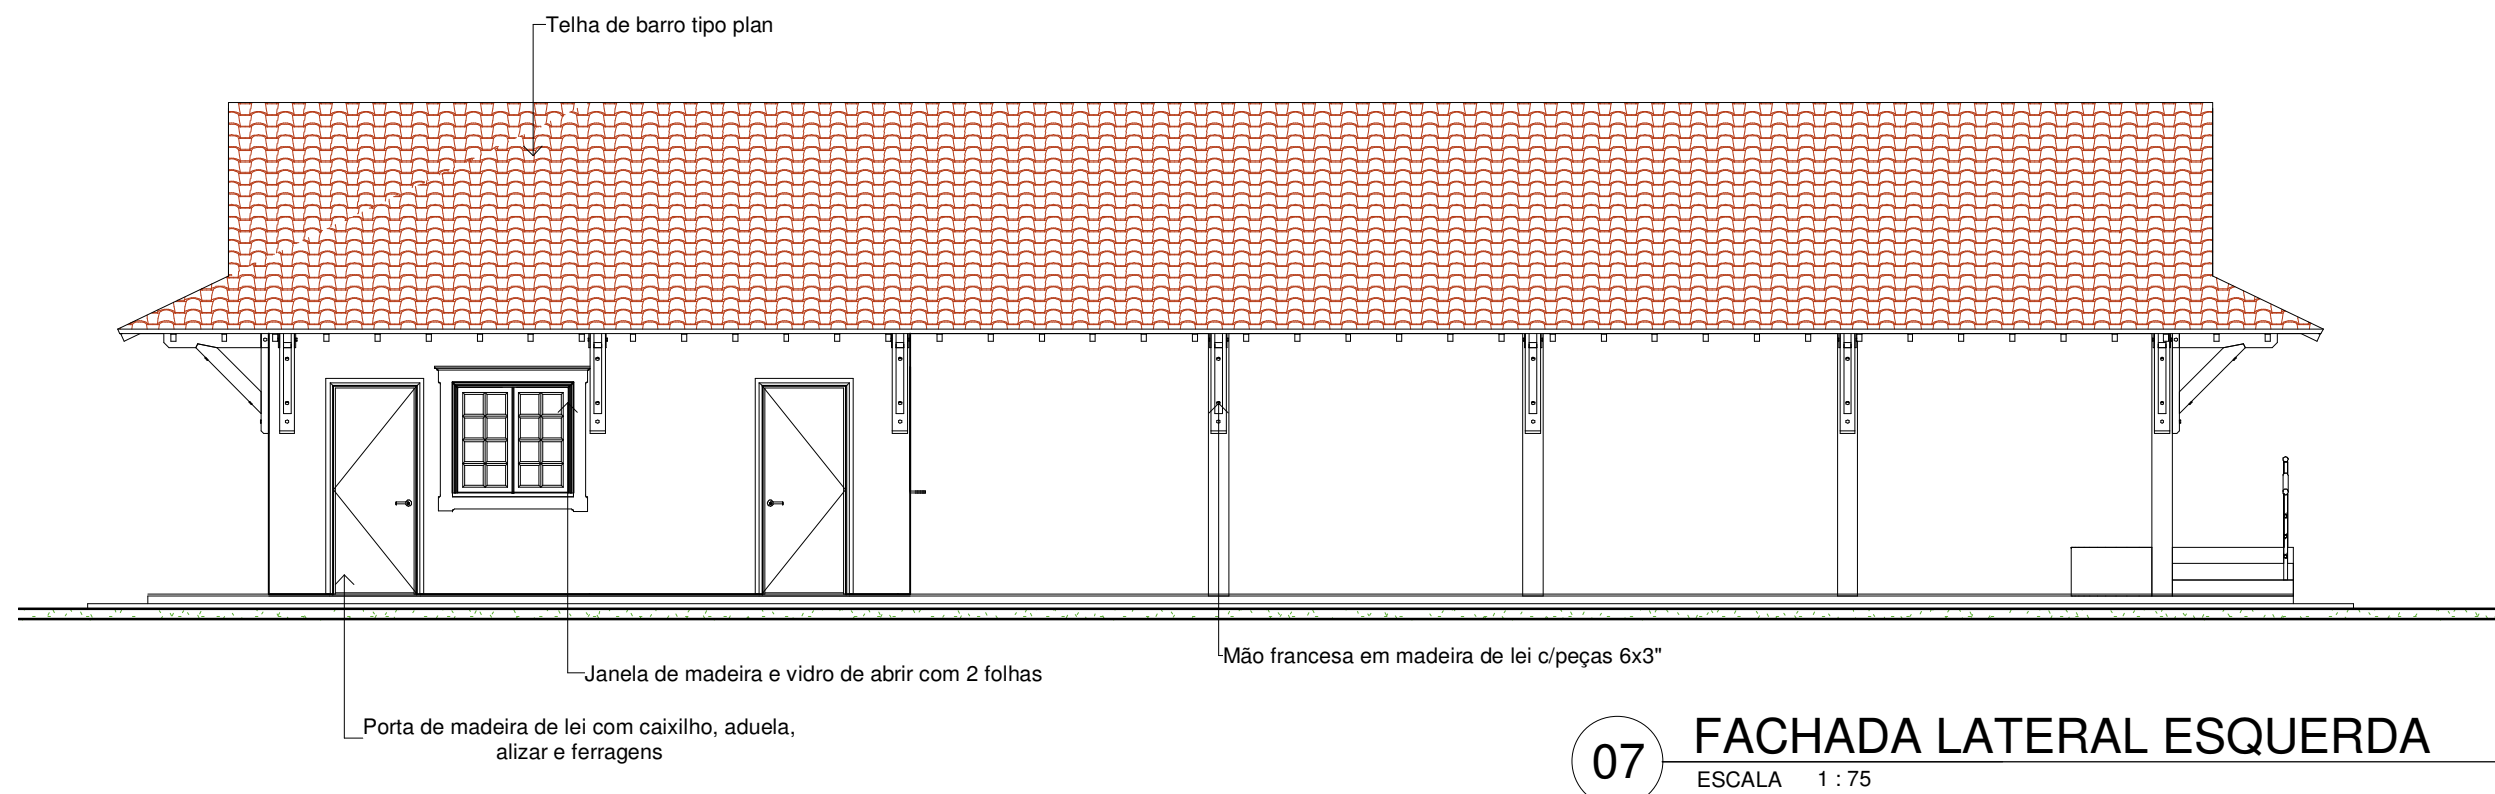 Telha de barro tipo plan
Mão francesa em madeira de lei c/peças 6x3"
Janela de madeira e vidro de abrir com 2 folhas
Porta de madeira de lei com caixilho, aduela,
alizar e ferragens
07
FACHADA LATERAL ESQUERDA
ESCALA 1 : 75